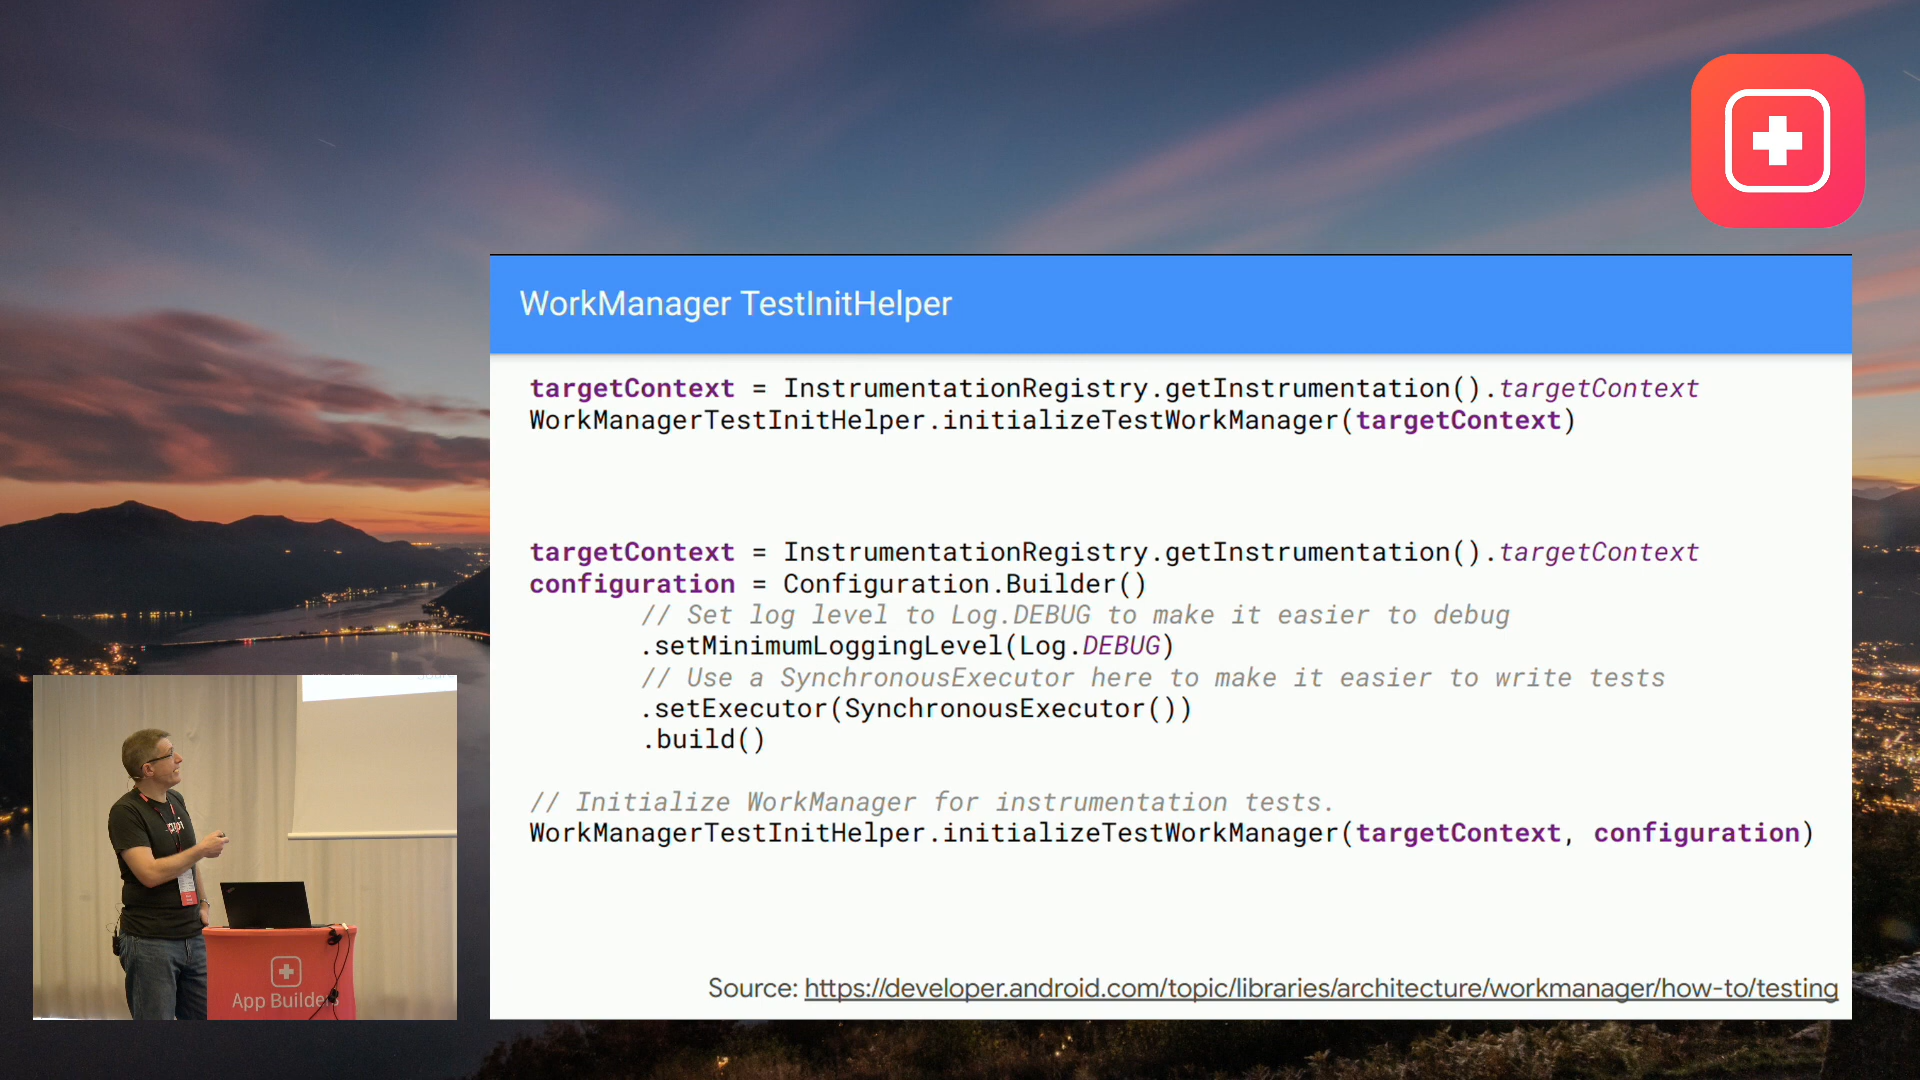 WorkManager TestInitHelper
targetContext = InstrumentationRegistry.getInstrumentation().targetContext
WorkManagerTestInitHelper.initializeTestWorkManager(targetContext)
targetContext = InstrumentationRegistry.getInstrumentation().targetContext
configuration = Configuration.Builder()
// Set log level to Log.DEBUG to make it easier to debug
.setMinimumLoggingLevel(Log.DEBUG)
// Use a SynchronousExecutor here to make it easier to write tests
.setExecutor(SynchronousExecutor())
.build()
// Initialize WorkManager for instrumentation tests.
WorkManagerTestInitHelper.initializeTestWorkManager(targetContext, configuration)
Source: https://developer.android.com/topic/libraries/architecture/workmanager/how-to/testing
App Builders